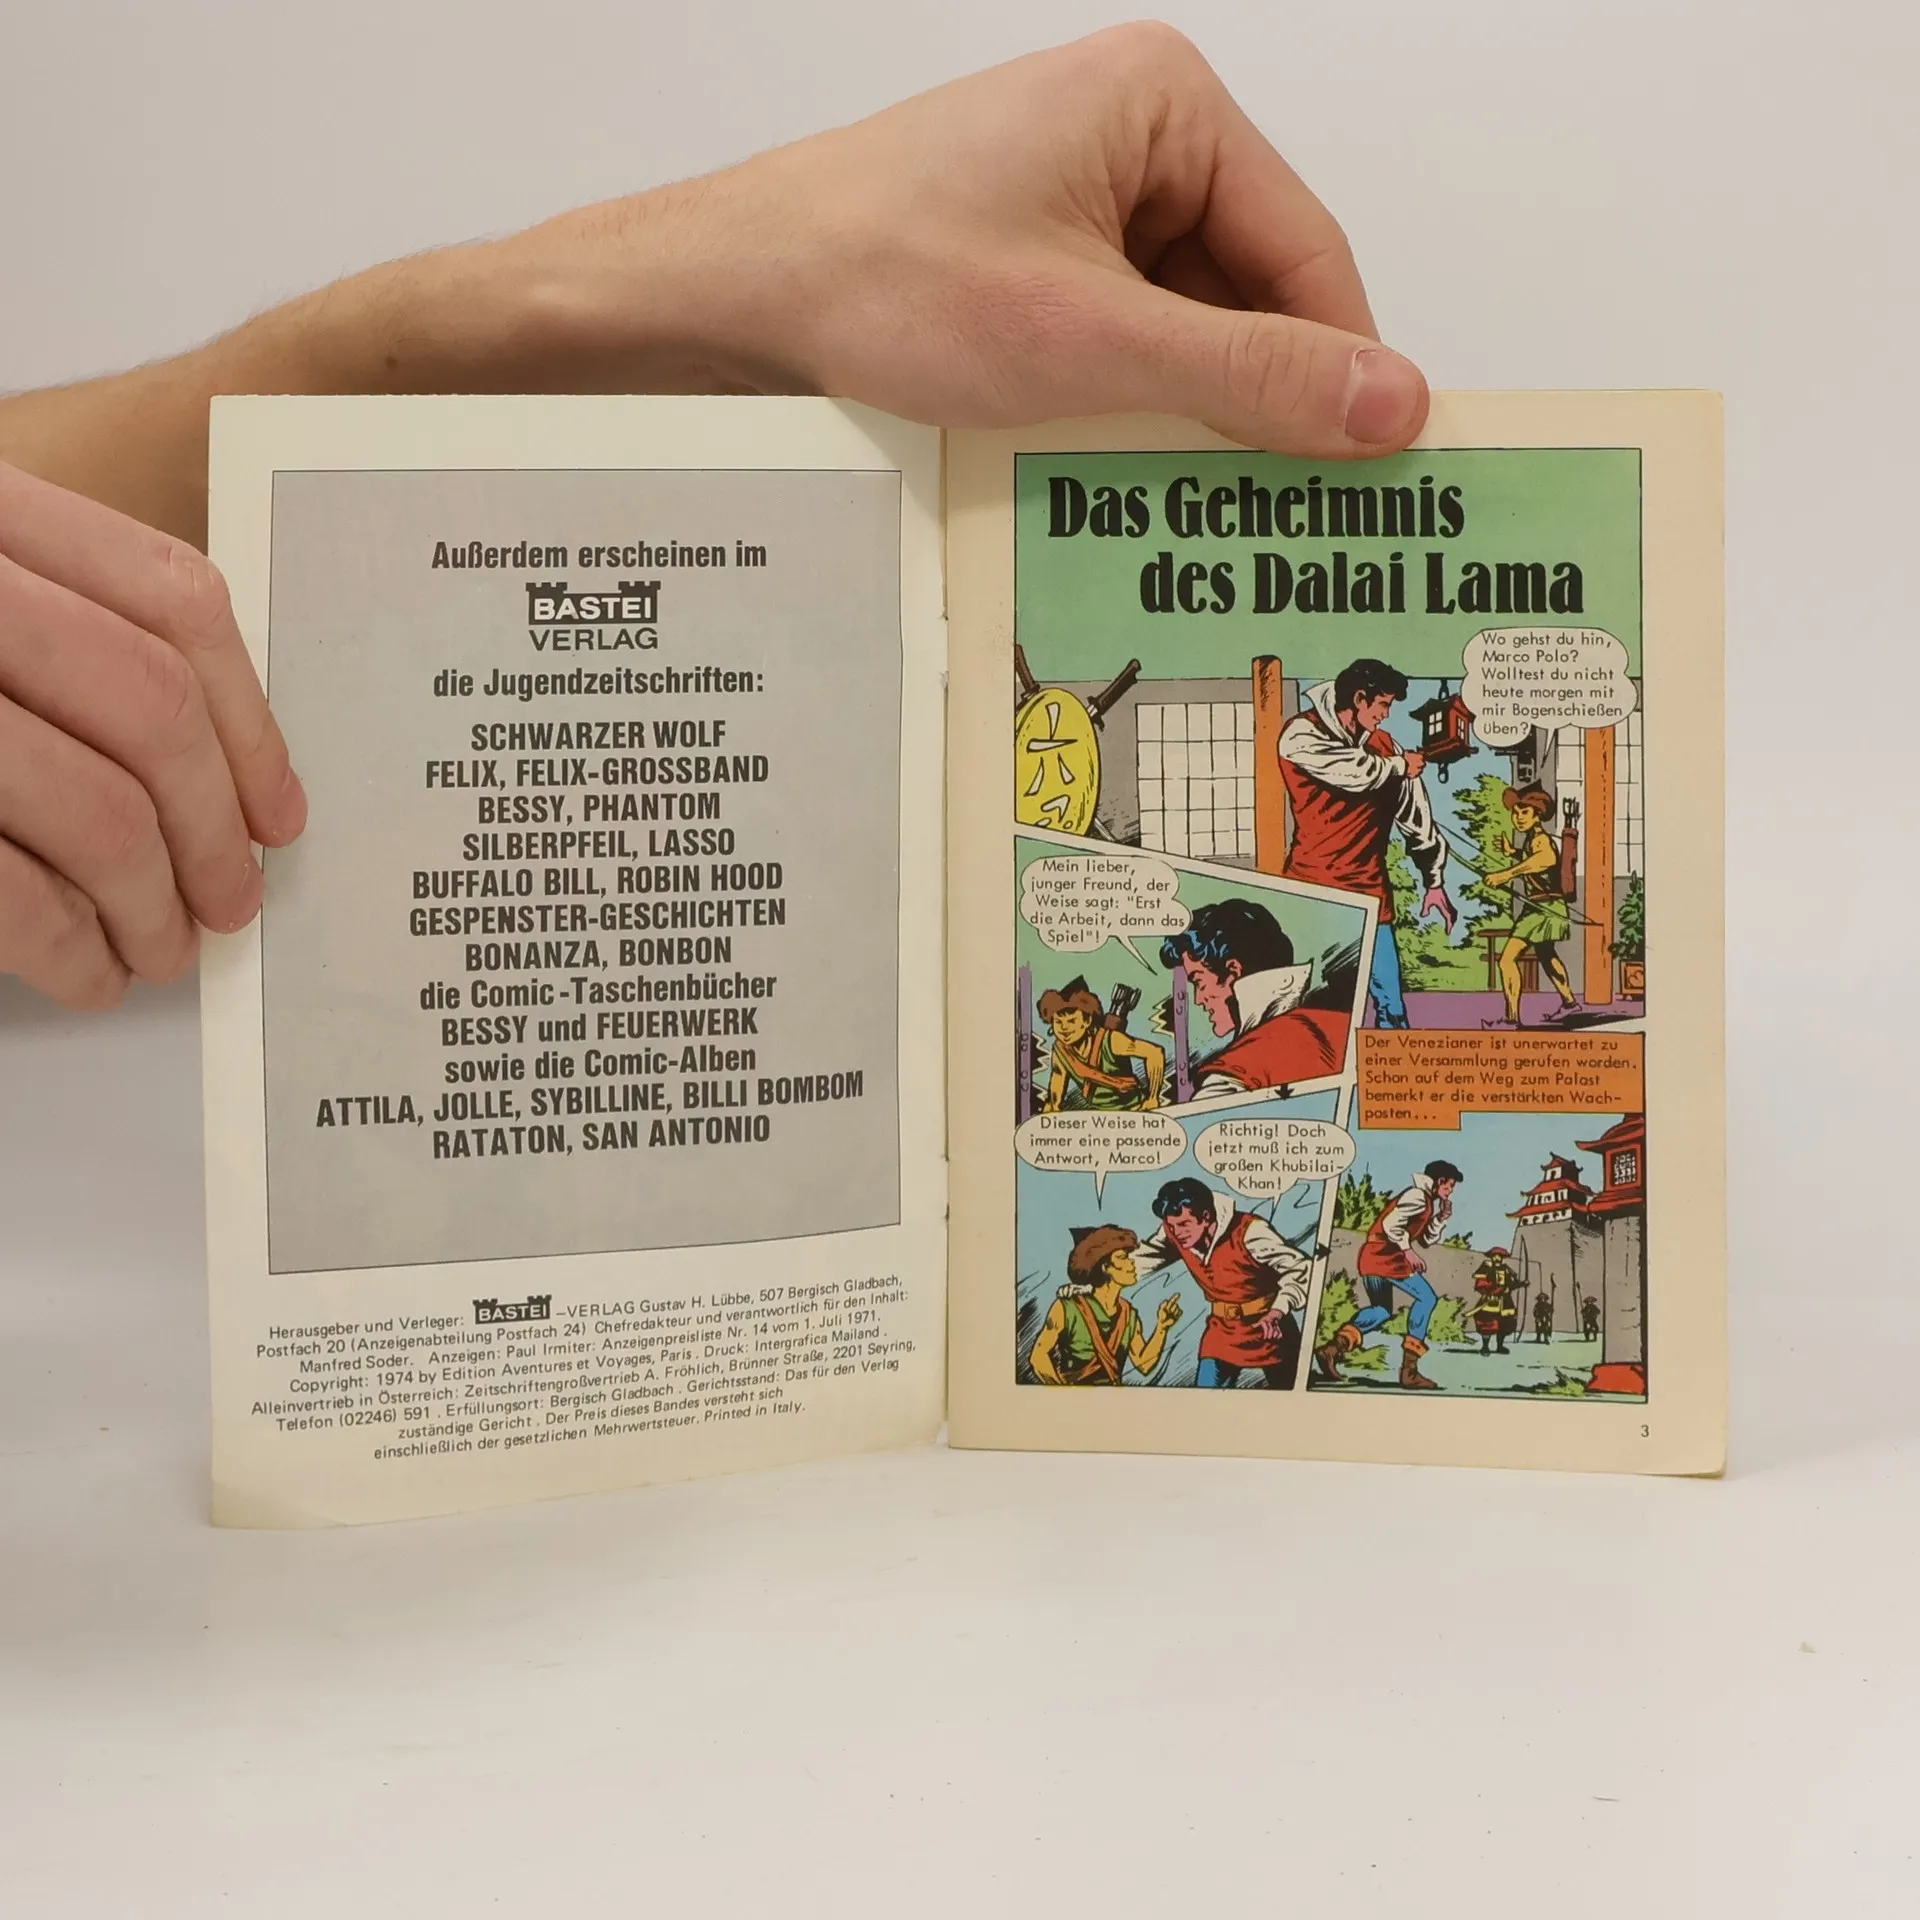 Außerdem erscheinen im
BASTEI
VERLAG
die Jugendzeitschriften:
SCHWARZER WOLF
FELIX, FELIX-GROSSBAND
BESSY, PHANTOM
SILBERPFEIL, LASSO
BUFFALO BILL, ROBIN HOOD
GESPENSTER-GESCHICHTEN
BONANZA, BONBON
die Comic-Taschenbücher
BESSY und FEUERWERK
sowie die Comic-Alben
ATTILA, JOLLE, SYBILLINE, BILLI BOMBOM
RATATON, SAN ANTONIO
Herausgeber und Verleger: BASTEI –VERLAG Gustav H. Lübbe, 507 Bergisch Gladbach,
Postfach 20 (Anzeigenabteilung Postfach 24) Chefredakteur und verantwortlich für den Inhalt:
Manfred Soder. Anzeigen: Paul Irmiter: Anzeigenpreisliste Nr. 14 vom 1. Juli 1971.
Copyright: 1974 by Edition Aventures et Voyages, Paris. Druck: Intergrafica Mailand.
Alleinvertrieb in Österreich: Zeitschriftengroßvertrieb A. Fröhlich, Brünner Straße, 2201 Seyring,
Telefon (02246) 591. Erfüllungsort: Bergisch Gladbach. Gerichtsstand: Das für den Verlag
zuständige Gericht. Der Preis dieses Bandes versteht sich
einschließlich der gesetzlichen Mehrwertsteuer. Printed in Italy.
Das Geheimnis
des Dalai Lama
Wo gehst du hin,
Marco Polo?
Wolltest du nicht
heute morgen mit
mir Bogenschießen
üben?
Mein lieber,
junger Freund, der
Weise sagt: "Erst
die Arbeit, dann das
Spiel"!
Dieser Weise hat
immer eine passende
Antwort, Marco!
Richtig! Doch
jetzt muß ich zum
großen Khubilai-
Khan!
Der Venezianer ist unerwartet zu
einer Versammlung gerufen worden.
Schon auf dem Weg zum Palast
bemerkt er die verstärkten Wach-
posten...
3